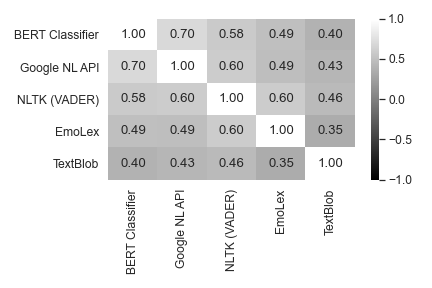 BERT Classifier 1.00 0.70 0.58 0.49 0.40
Google NL API 0.70 1.00 0.60 0.49 0.43
NLTK (VADER) 0.58 0.60 1.00 0.60 0.46
EmoLex 0.49 0.49 0.60 1.00 0.35
TextBlob 0.40 0.43 0.46 0.35 1.00
BERT Classifier
Google NL API
NLTK (VADER)
EmoLex
TextBlob
1.0
0.5
0.0
−0.5
−1.0